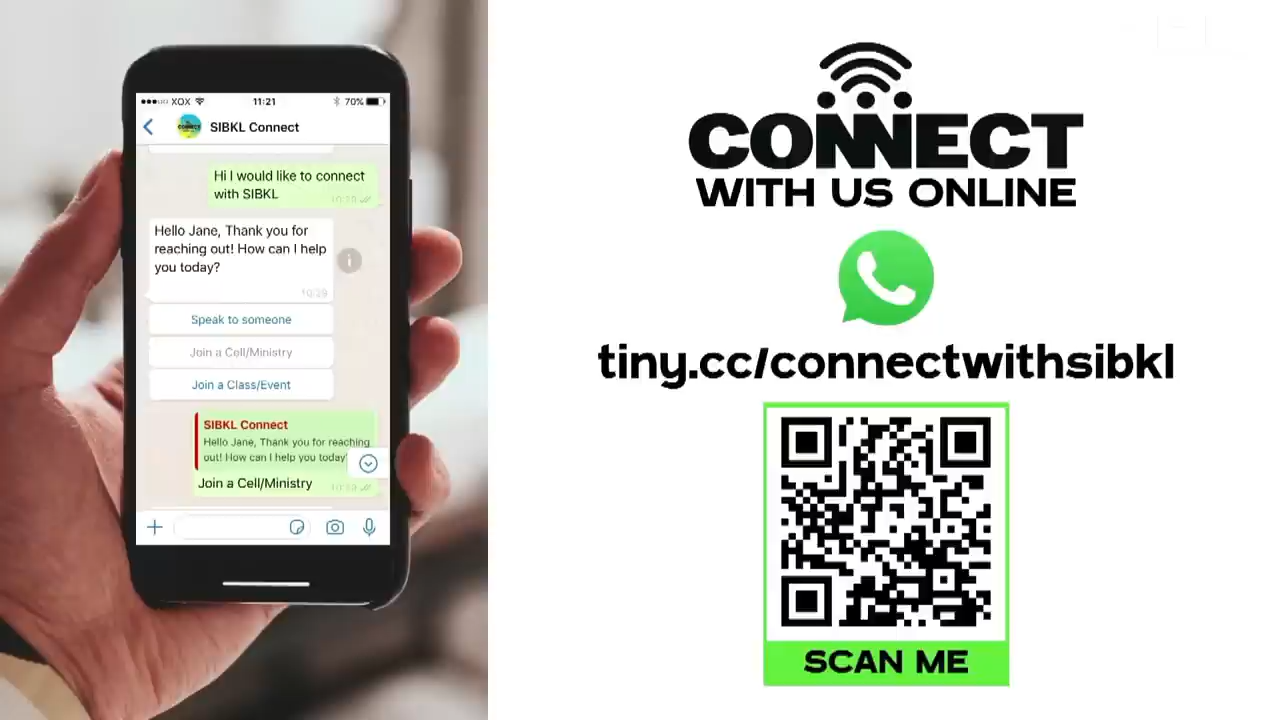 XOX
11:21
70%
SIBKL Connect
Hi I would like to connect
with SIBKL
Hello Jane, Thank you for
reaching out! How can I help
you today?
10:29
Speak to someone
Join a Cell/Ministry
Join a Class/Event
SIBKL Connect
Hello Jane, Thank you for reaching
out! How can I help you today
Join a Cell/Ministry
CONNECT
WITH US ONLINE
tiny.cc/connectwithsibkl
SCAN ME